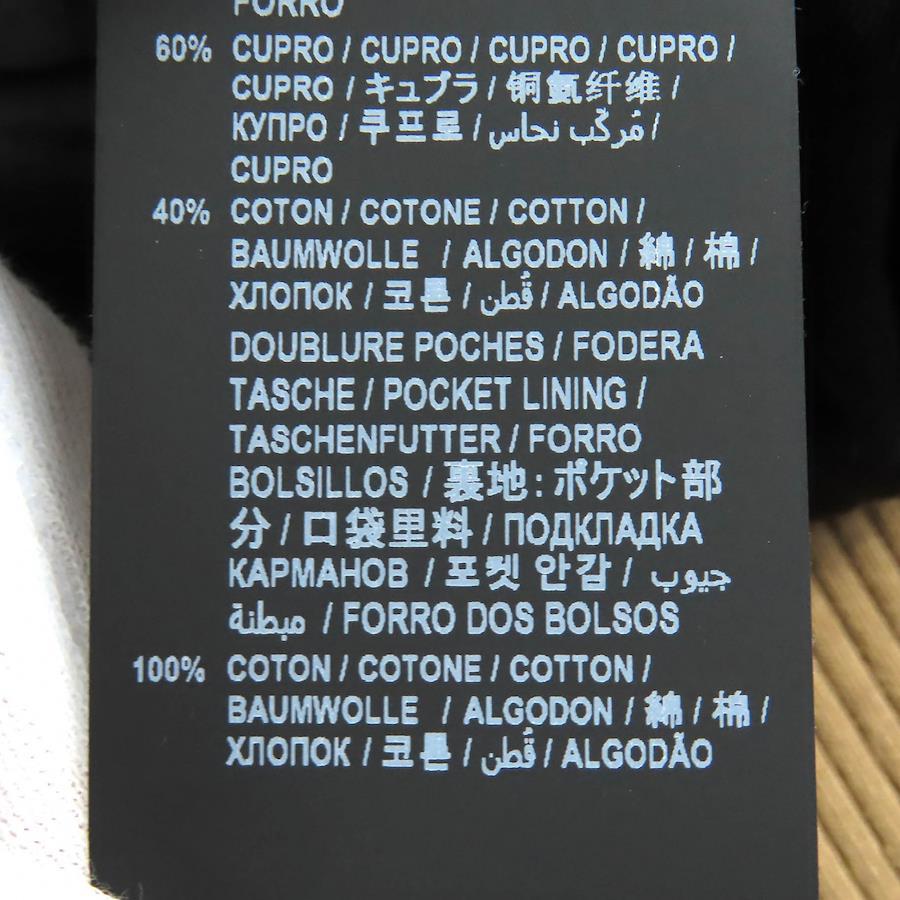 FORRO
60% CUPRO / CUPRO / CUPRO / CUPRO /
CUPRO / キュプラ / 铜氨纤维 /
КУПРО / 쿠프로 / مُركّب نحاس /
CUPRO
40% COTON / COTONE / COTTON /
BAUMWOLLE / ALGODON / 綿 / 棉 /
ХЛОПОК / 코튼 / قُطن / ALGODÃO
DOUBLURE POCHES / FODERA
TASCHE / POCKET LINING /
TASCHENFUTTER / FORRO
BOLSILLOS / 裏地: ポケット部
分 / 口袋里料 / ПОДКЛАДКА
КАРМАНОВ / 포켓 안감 / جيوب
مبطنة / FORRO DOS BOLSOS
100% COTON / COTONE / COTTON /
BAUMWOLLE / ALGODON / 綿 / 棉 /
ХЛОПОК / 코튼 / قُطن / ALGODÃO